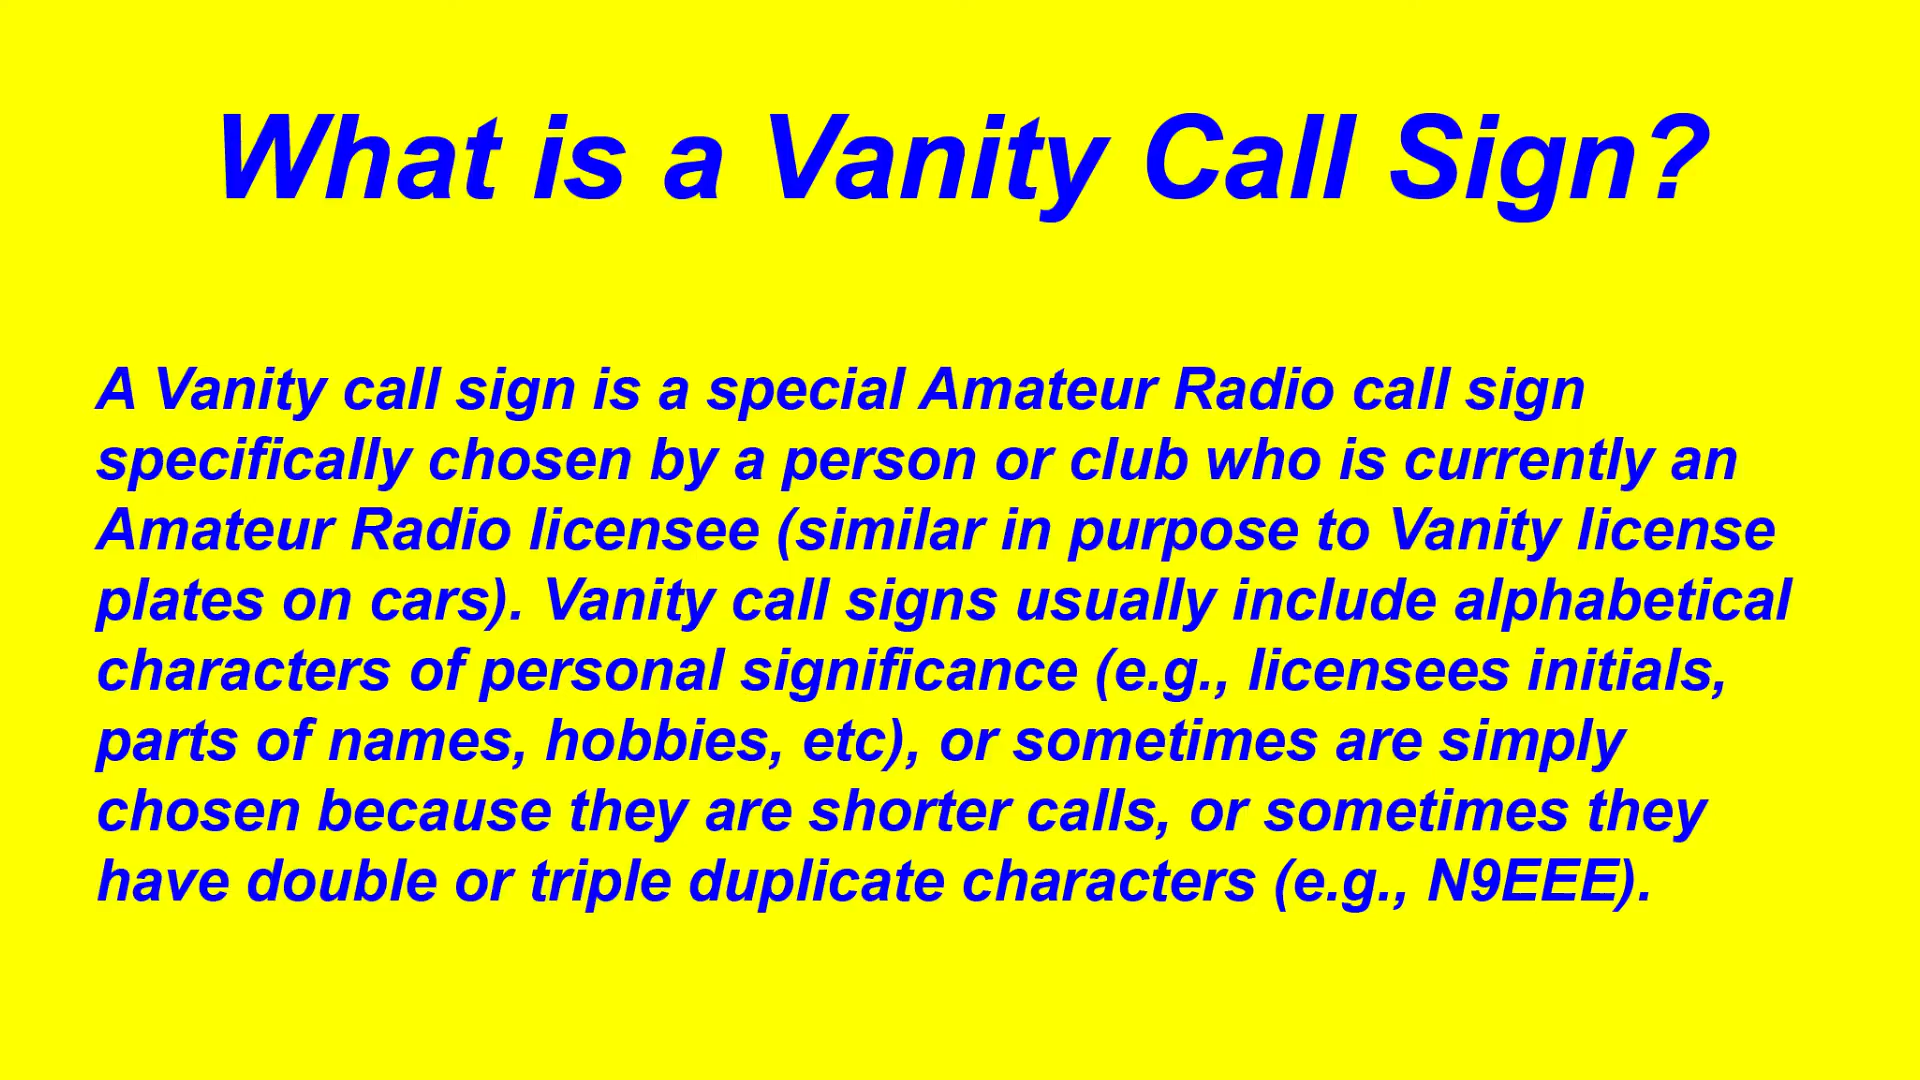 What is a Vanity Call Sign?
A Vanity call sign is a special Amateur Radio call sign
specifically chosen by a person or club who is currently an
Amateur Radio licensee (similar in purpose to Vanity license
plates on cars). Vanity call signs usually include alphabetical
characters of personal significance (e.g., licensees initials,
parts of names, hobbies, etc), or sometimes are simply
chosen because they are shorter calls, or sometimes they
have double or triple duplicate characters (e.g., N9EEE).